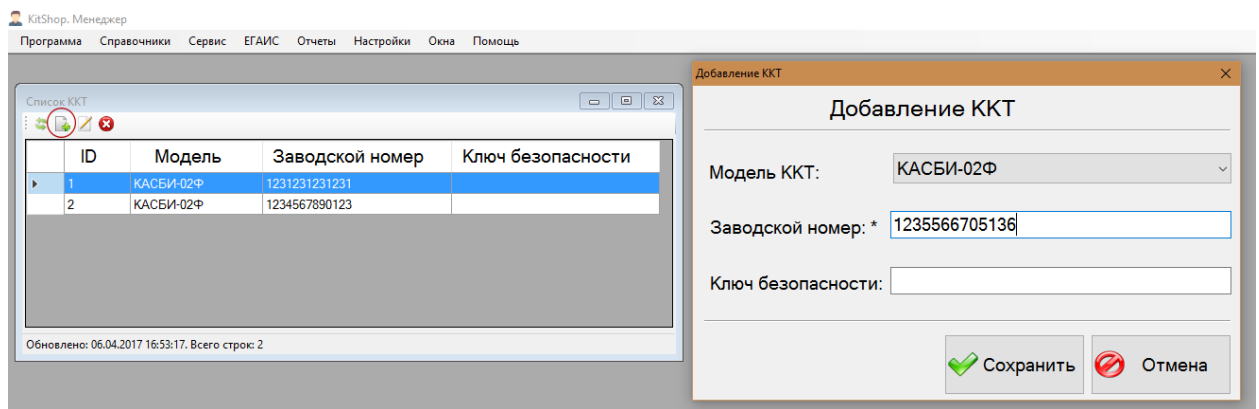 KitShop. Менеджер
Программа Справочники Сервис ЕГАИС Отчеты Настройки Окна Помощь
Список ККТ
ID Модель Заводской номер Ключ безопасности
1 КАСБИ-02Ф 1231231231231
2 КАСБИ-02Ф 1234567890123
Обновлено: 06.04.2017 16:53:17. Всего строк: 2
Добавление ККТ
Добавление ККТ
Модель ККТ: КАСБИ-02Ф
Заводской номер: * 1235566705136
Ключ безопасности:
Сохранить Отмена